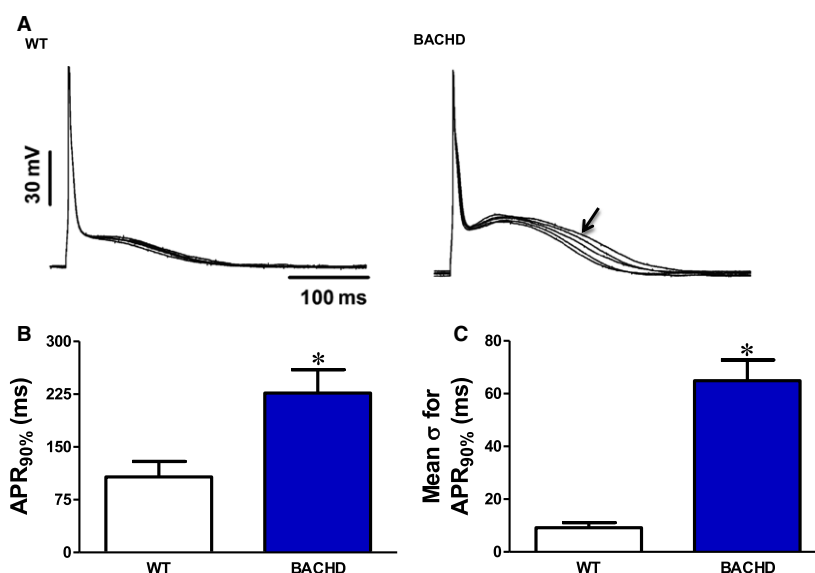 A
WT
BACHD
30 mV
100 ms
B
APR90% (ms)
300
225
150
75
0
*
WT
BACHD
C
Mean σ for
APR90% (ms)
80
60
40
20
0
*
WT
BACHD